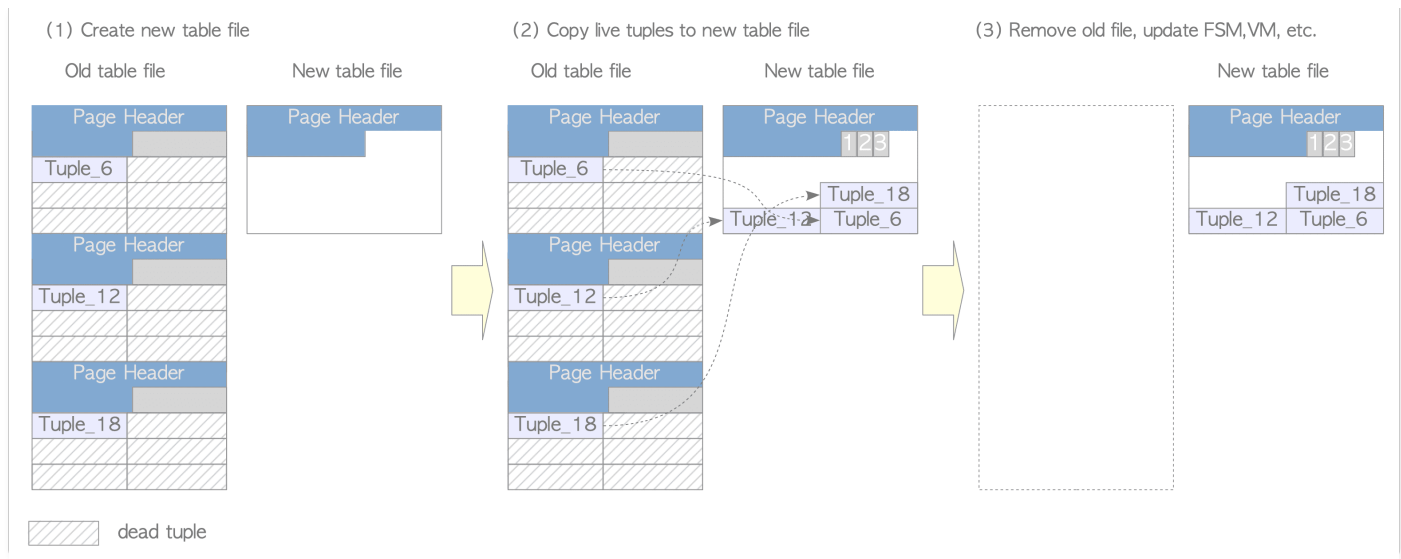 (1) Create new table file
Old table file
New table file
Page Header
Page Header
Tuple_6
Page Header
Tuple_12
Page Header
Tuple_18
dead tuple
(2) Copy live tuples to new table file
Old table file
New table file
Page Header
Page Header
1 2 3
Tuple_6
Tuple_18
Tuple_12
Tuple_6
Page Header
Tuple_12
Page Header
Tuple_18
(3) Remove old file, update FSM,VM, etc.
New table file
Page Header
1 2 3
Tuple_18
Tuple_12
Tuple_6